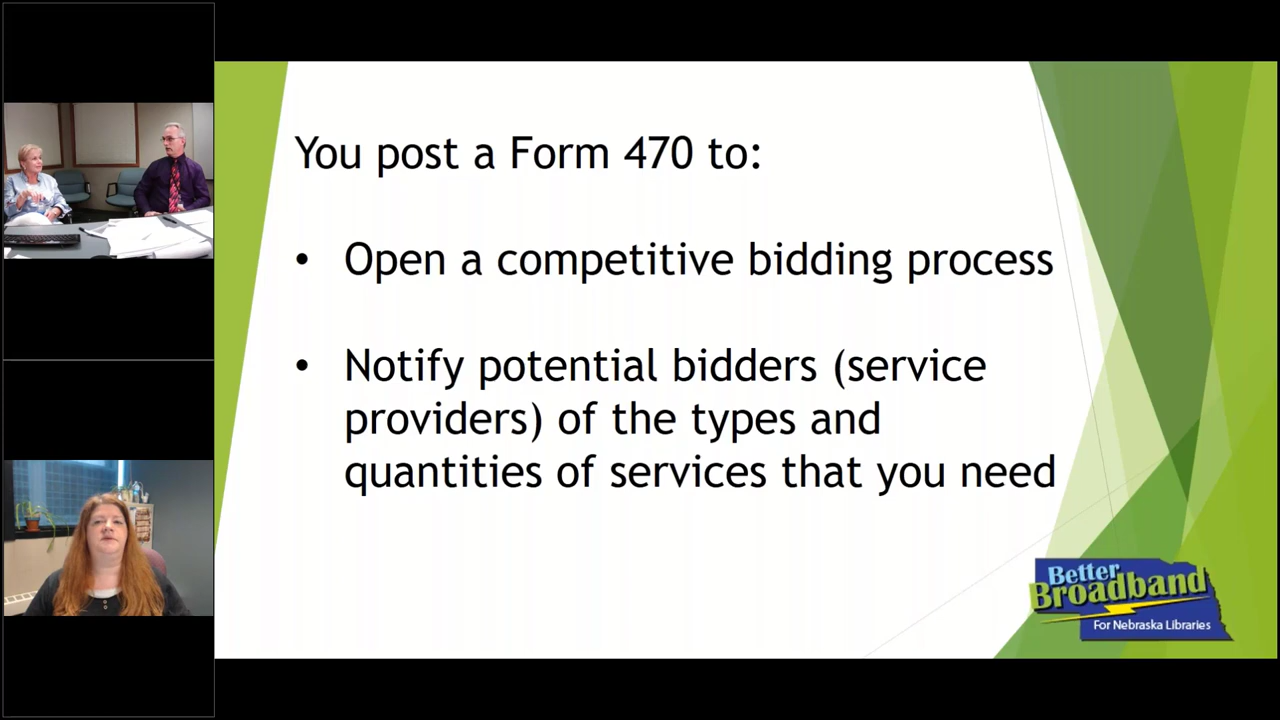 You post a Form 470 to:
• Open a competitive bidding process
• Notify potential bidders (service
providers) of the types and
quantities of services that you need
Better
Broadband
For Nebraska Libraries